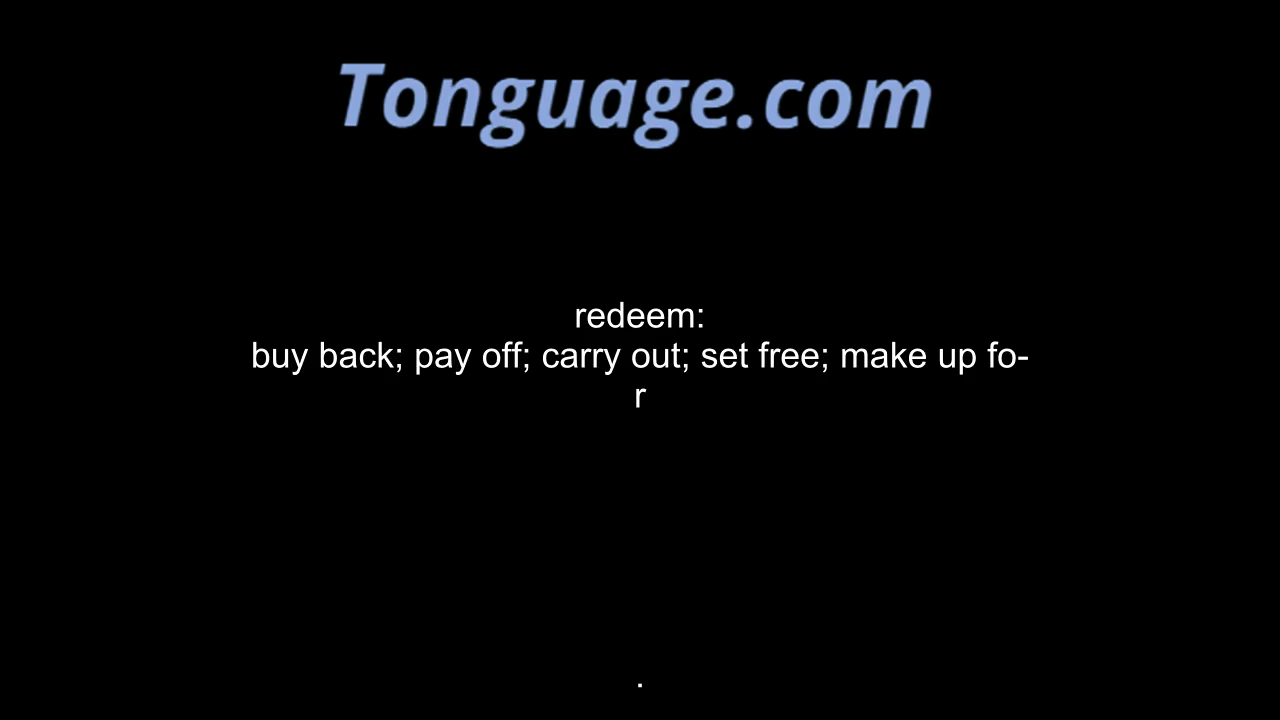 Tonguage.com
redeem:
buy back; pay off; carry out; set free; make up fo-
r
.